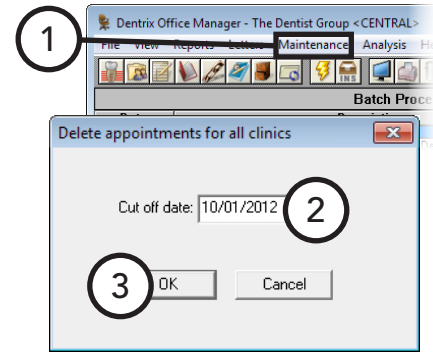 1
Dentrix Office Manager - The Dentist Group <CENTRAL>
File View Reports Letters Maintenance Analysis
INS
Batch Proce
Delete appointments for all clinics
Cut off date: 10/01/2012
2
3
OK
Cancel